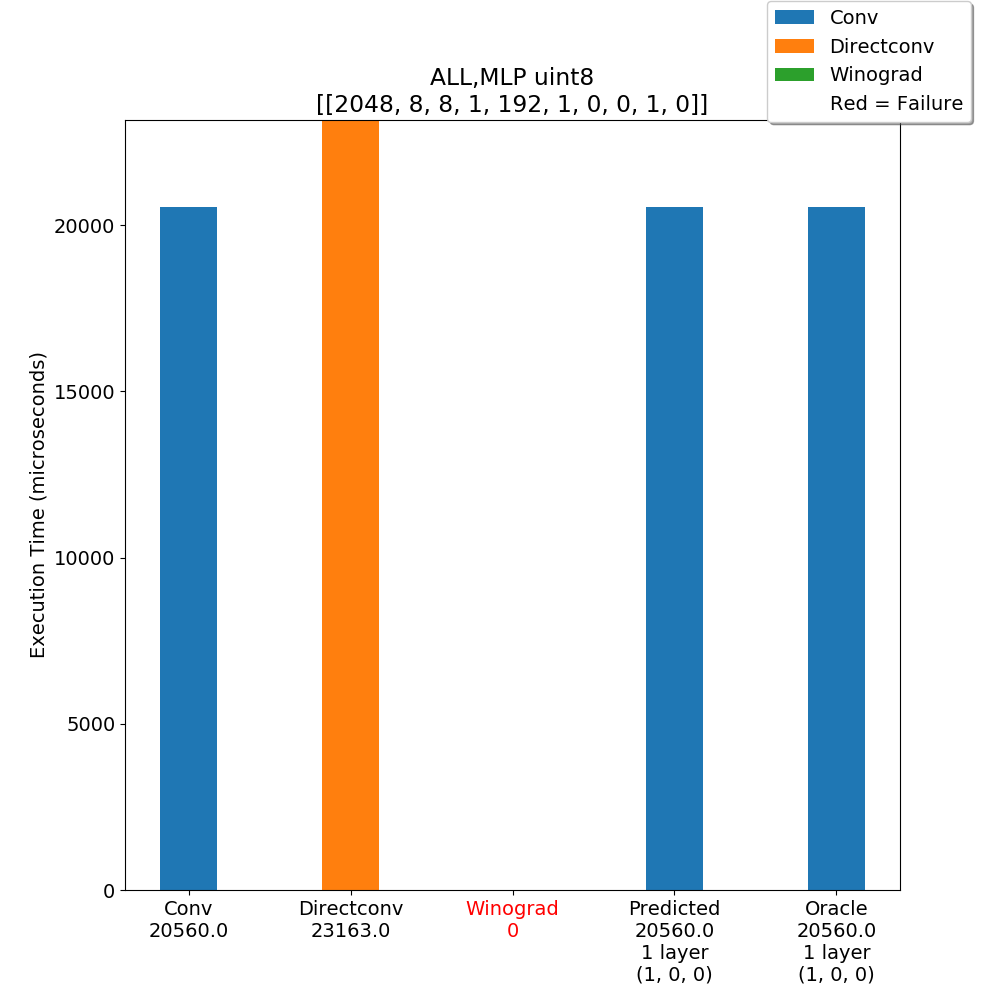 Conv
Directconv
Winograd
Red = Failure
ALL,MLP uint8
[[2048, 8, 8, 1, 192, 1, 0, 0, 1, 0]]
Execution Time (microseconds)
20000
15000
10000
5000
0
Conv
20560.0
Directconv
23163.0
Winograd
0
Predicted
20560.0
1 layer
(1, 0, 0)
Oracle
20560.0
1 layer
(1, 0, 0)